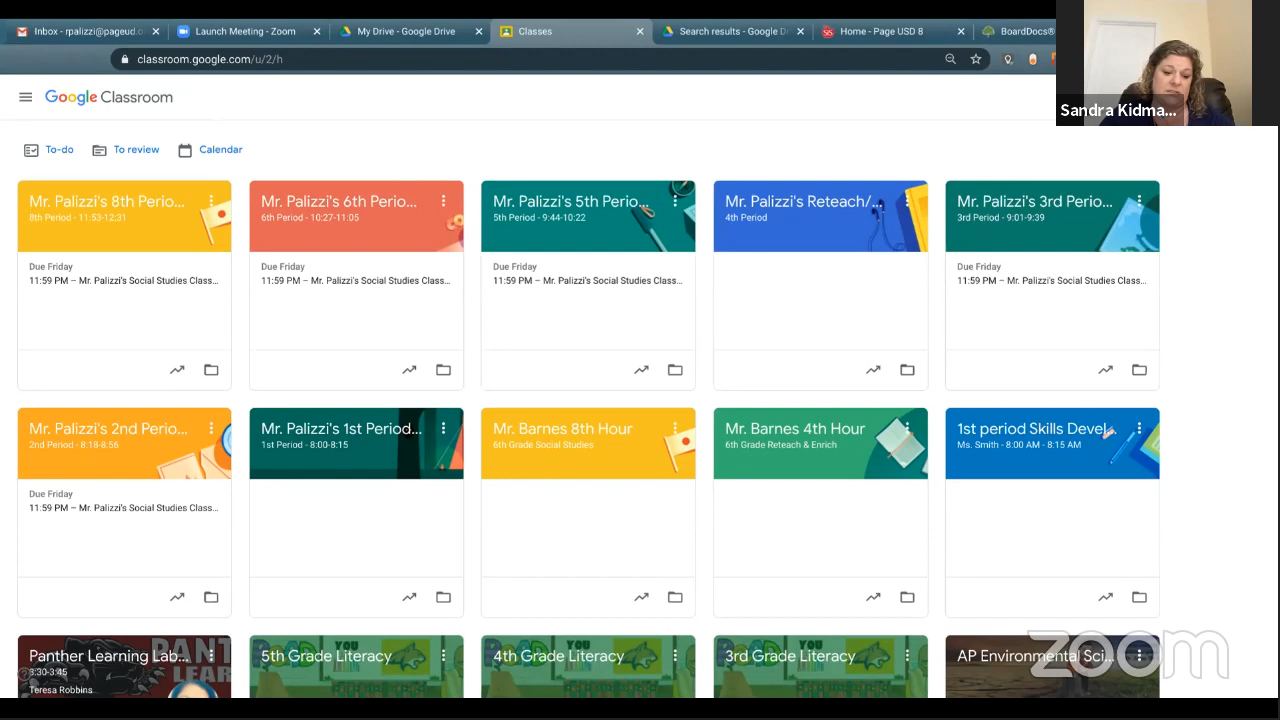 Inbox - rpalizzi@pageud.o
Launch Meeting - Zoom
My Drive - Google Drive
Classes
Search results - Google Dr
Home - Page USD 8
BoardDocs®
classroom.google.com/u/2/h
Sandra Kidma...
Google Classroom
To-do
To review
Calendar
Mr. Palizzi's 8th Perio...
8th Period - 11:53-12:31
Due Friday
11:59 PM – Mr. Palizzi's Social Studies Class...
Mr. Palizzi's 6th Perio...
6th Period - 10:27-11:05
Due Friday
11:59 PM – Mr. Palizzi's Social Studies Class...
Mr. Palizzi's 5th Perio...
5th Period - 9:44-10:22
Due Friday
11:59 PM – Mr. Palizzi's Social Studies Class...
Mr. Palizzi's Reteach/...
4th Period
Mr. Palizzi's 3rd Perio...
3rd Period - 9:01-9:39
Due Friday
11:59 PM – Mr. Palizzi's Social Studies Class...
Mr. Palizzi's 2nd Perio...
2nd Period - 8:18-8:56
Due Friday
11:59 PM – Mr. Palizzi's Social Studies Class...
Mr. Palizzi's 1st Period...
1st Period - 8:00-8:15
Mr. Barnes 8th Hour
6th Grade Social Studies
Mr. Barnes 4th Hour
6th Grade Reteach & Enrich
1st period Skills Devel...
Ms. Smith - 8:00 AM - 8:15 AM
Panther Learning Lab...
3:30-3:45
Teresa Robbins
5th Grade Literacy
4th Grade Literacy
3rd Grade Literacy
AP Environmental Sci...
zoom